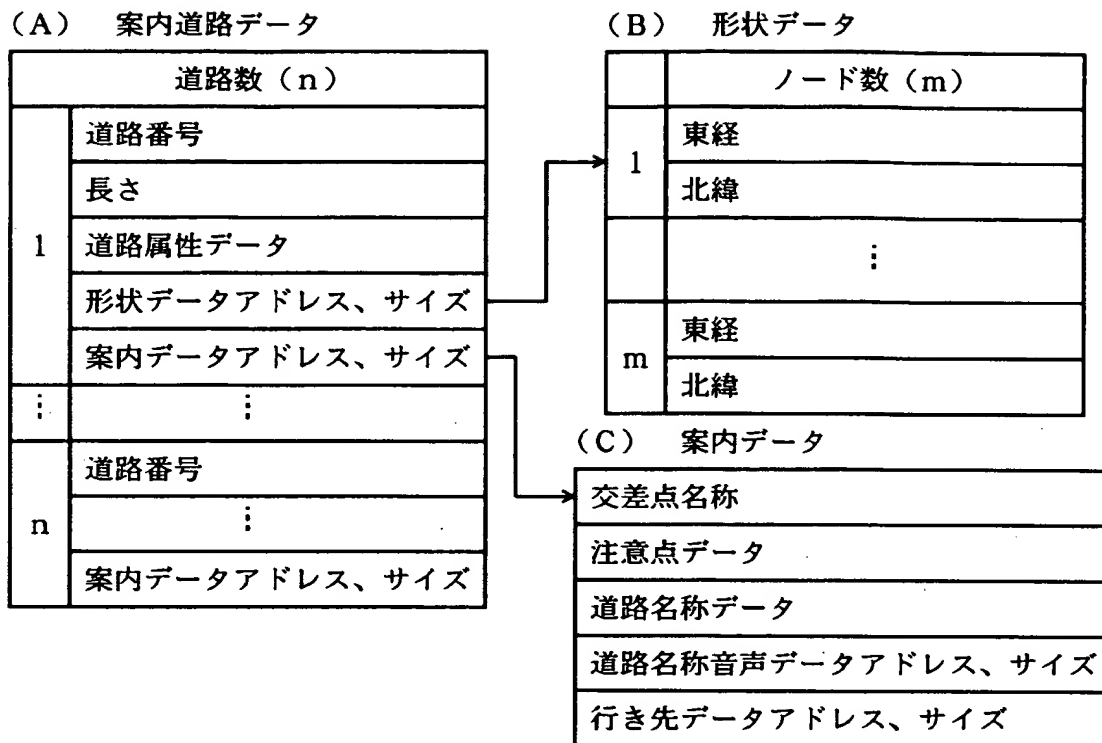 (A) 案内道路データ
道路数(n)
1
道路番号
長さ
道路属性データ
形状データアドレス、サイズ
案内データアドレス、サイズ
⋮ ⋮
n
道路番号
⋮
案内データアドレス、サイズ
(B) 形状データ
ノード数(m)
1
東経
北緯
⋮
m
東経
北緯
(C) 案内データ
交差点名称
注意点データ
道路名称データ
道路名称音声データアドレス、サイズ
行き先データアドレス、サイズ